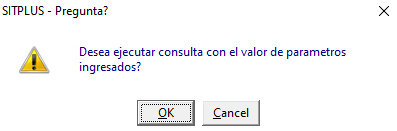 SITPLUS - Pregunta?
Desea ejecutar consulta con el valor de parametros
ingresados?
OK
Cancel